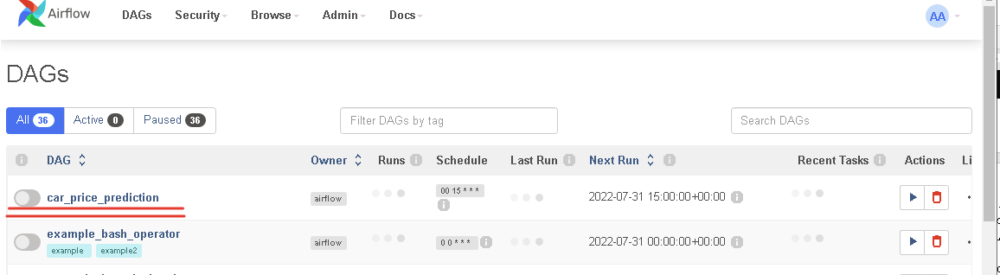 Airflow DAGs Security Browse Admin Docs AA
DAGs
All 36 Active 0 Paused 36 Filter DAGs by tag Search DAGs
DAG Owner Runs Schedule Last Run Next Run Recent Tasks Actions Li
car_price_prediction airflow 00 15 * * * 2022-07-31 15:00:00+00:00
example_bash_operator airflow 0 0 * * * 2022-07-31 00:00:00+00:00
example example2